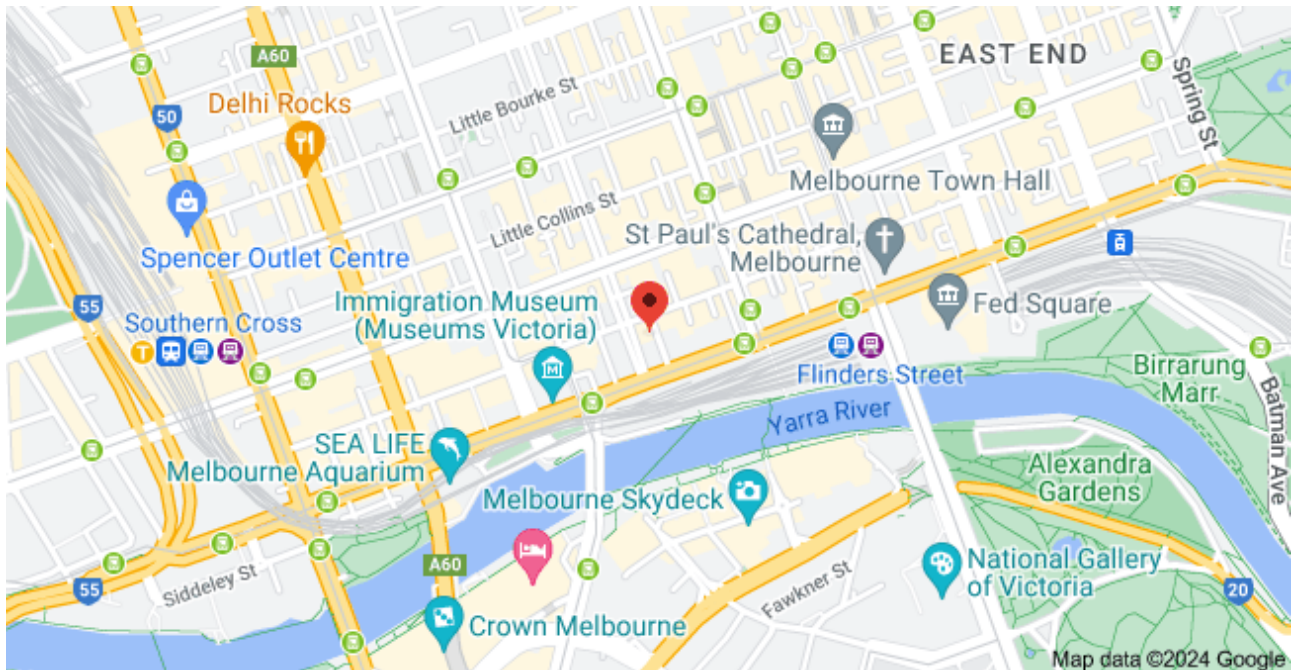 EAST END
A60
Spring St
Delhi Rocks
Little Bourke St
50
Melbourne Town Hall
Little Collins St
St Paul's Cathedral,
Melbourne
Spencer Outlet Centre
Immigration Museum
(Museums Victoria)
Fed Square
55
Southern Cross
T
M
Flinders Street
Birrarung
Marr
Batman Ave
Yarra River
SEA LIFE
Melbourne Aquarium
Alexandra
Gardens
Melbourne Skydeck
A60
55
Siddeley St
Fawkner St
National Gallery
of Victoria
20
Crown Melbourne
Map data ©2024 Google